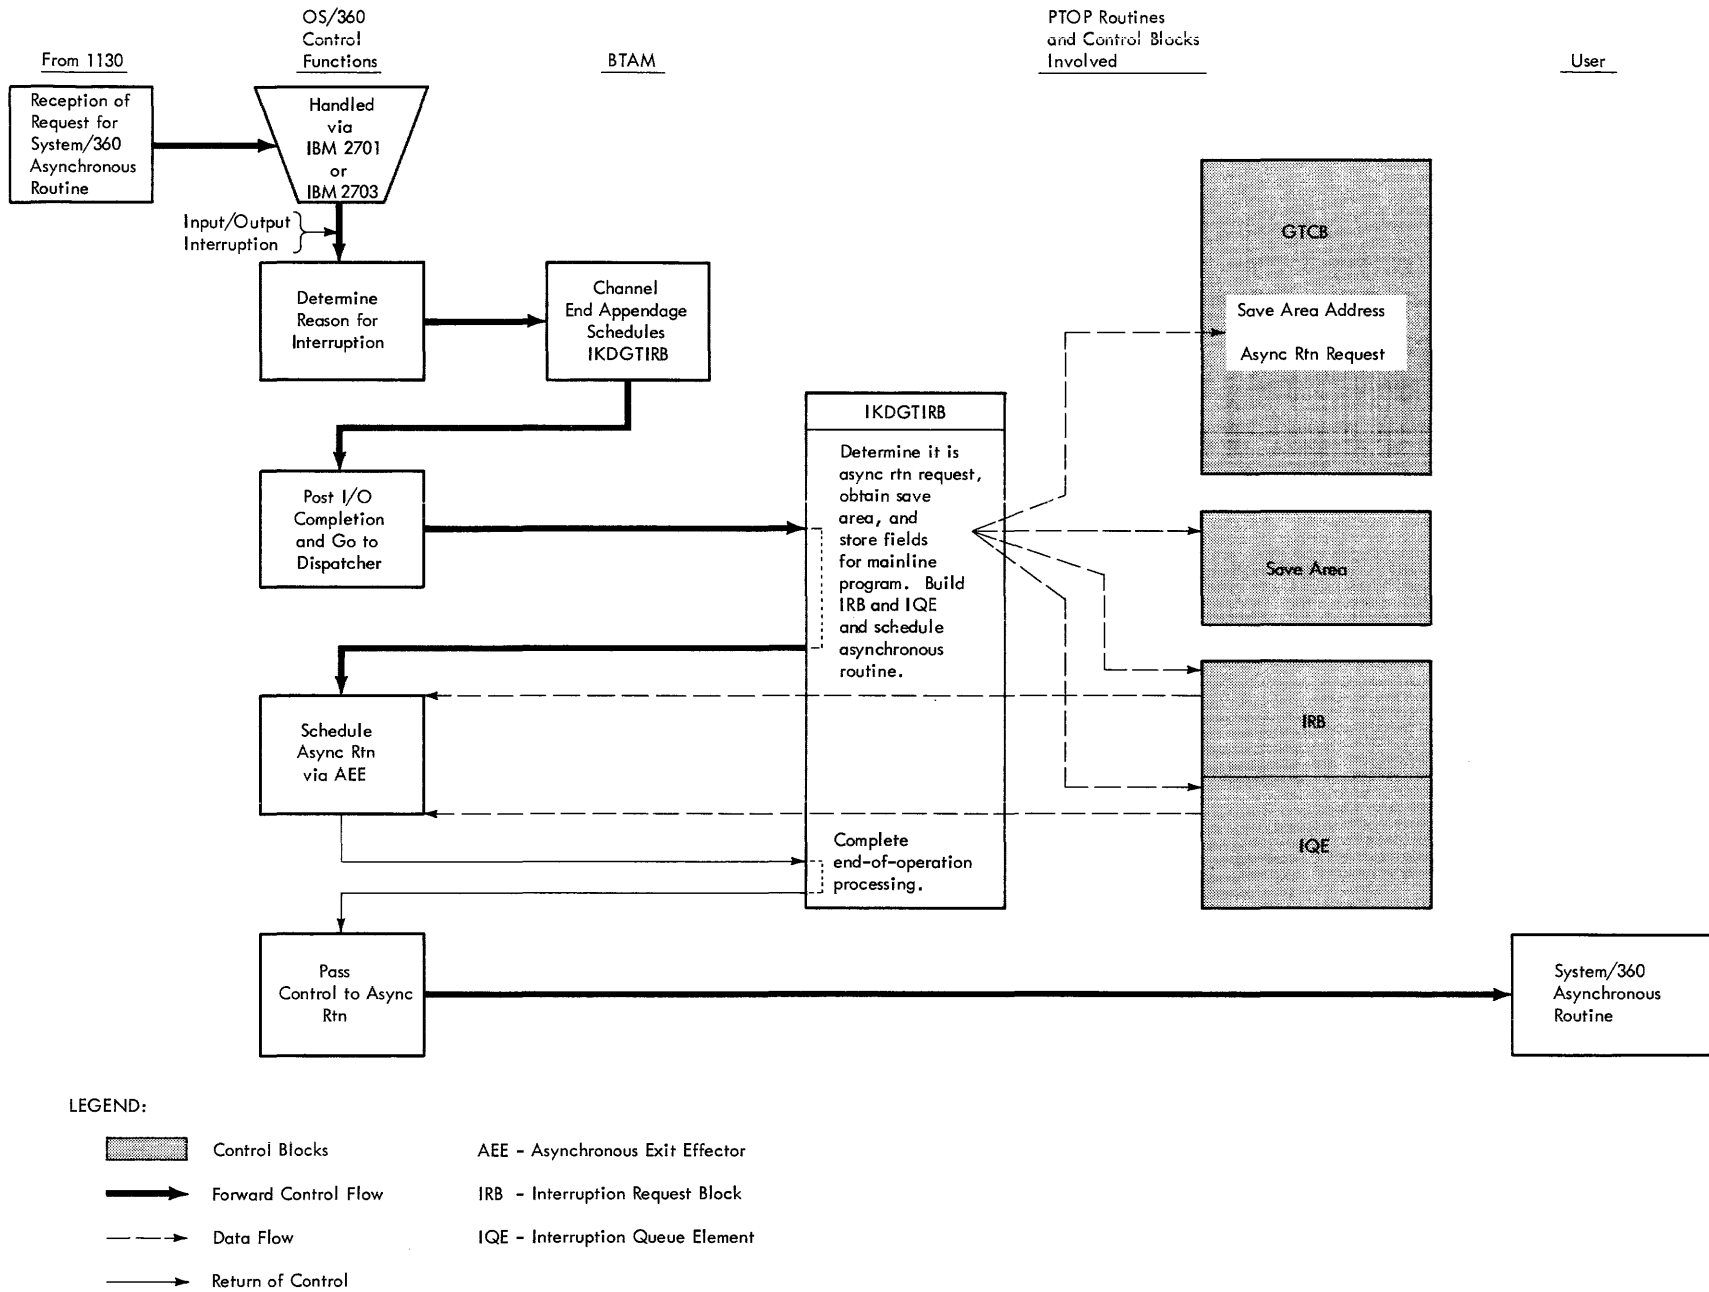 From 1130
OS/360
Control
Functions
BTAM
PTOP Routines
and Control Blocks
Involved
User
Reception of
Request for
System/360
Asynchronous
Routine
Handled
via
IBM 2701
or
IBM 2703
Input/Output
Interruption
Determine
Reason for
Interruption
Channel
End Appendage
Schedules
IKDGTIRB
GTCB
Save Area Address
Async Rtn Request
Post I/O
Completion
and Go to
Dispatcher
IKDGTIRB
Determine it is
async rtn request,
obtain save
area, and
store fields
for mainline
program. Build
IRB and IQE
and schedule
asynchronous
routine.
Save Area
Schedule
Async Rtn
via AEE
IRB
IQE
Complete
end-of-operation
processing.
Pass
Control to Async
Rtn
System/360
Asynchronous
Routine
LEGEND:
Control Blocks
AEE - Asynchronous Exit Effector
Forward Control Flow
IRB - Interruption Request Block
Data Flow
IQE - Interruption Queue Element
Return of Control